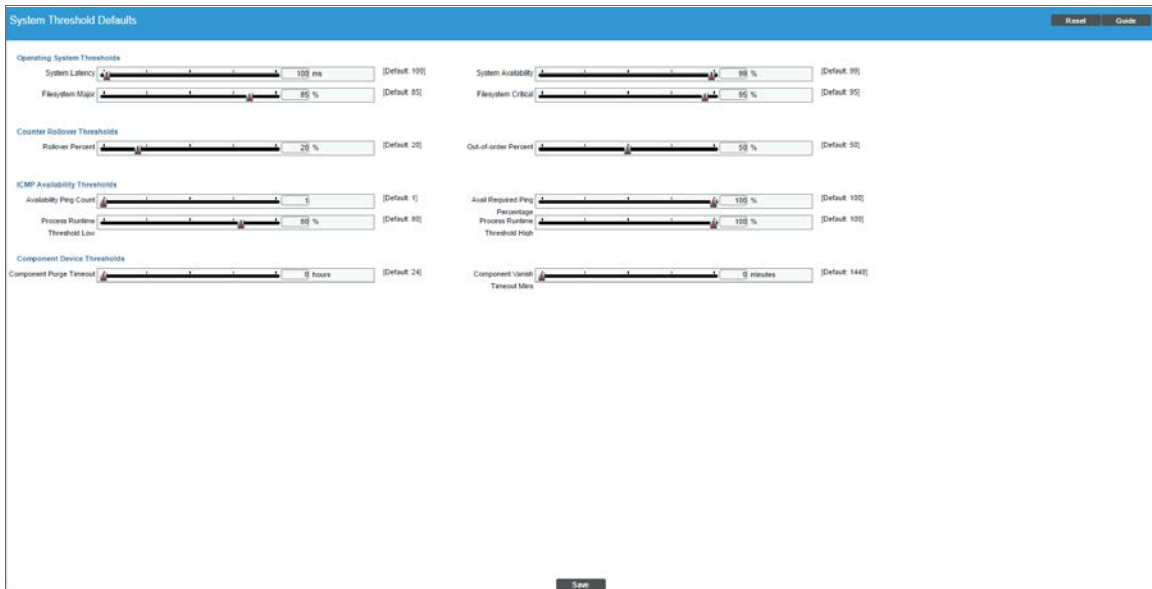 System Threshold Defaults
Reset Guide
Operating System Thresholds
System Latency 100 ms [Default: 100] System Availability 99 % [Default: 99]
Filesystem Major 85 % [Default: 85] Filesystem Critical 95 % [Default: 95]
Counter Rollover Thresholds
Rollover Percent 20 % [Default: 20] Out-of-order Percent 50 % [Default: 50]
ICMP Availability Thresholds
Availability Ping Count 1 [Default: 1] Avail Required Ping 100 % [Default: 100]
Percentage
Process Runtime 80 % [Default: 80] Process Runtime 100 % [Default: 100]
Threshold Low Threshold High
Component Device Thresholds
Component Purge Timeout 0 hours [Default: 24] Component Vanish 0 minutes [Default: 1440]
Timeout Mins
Save